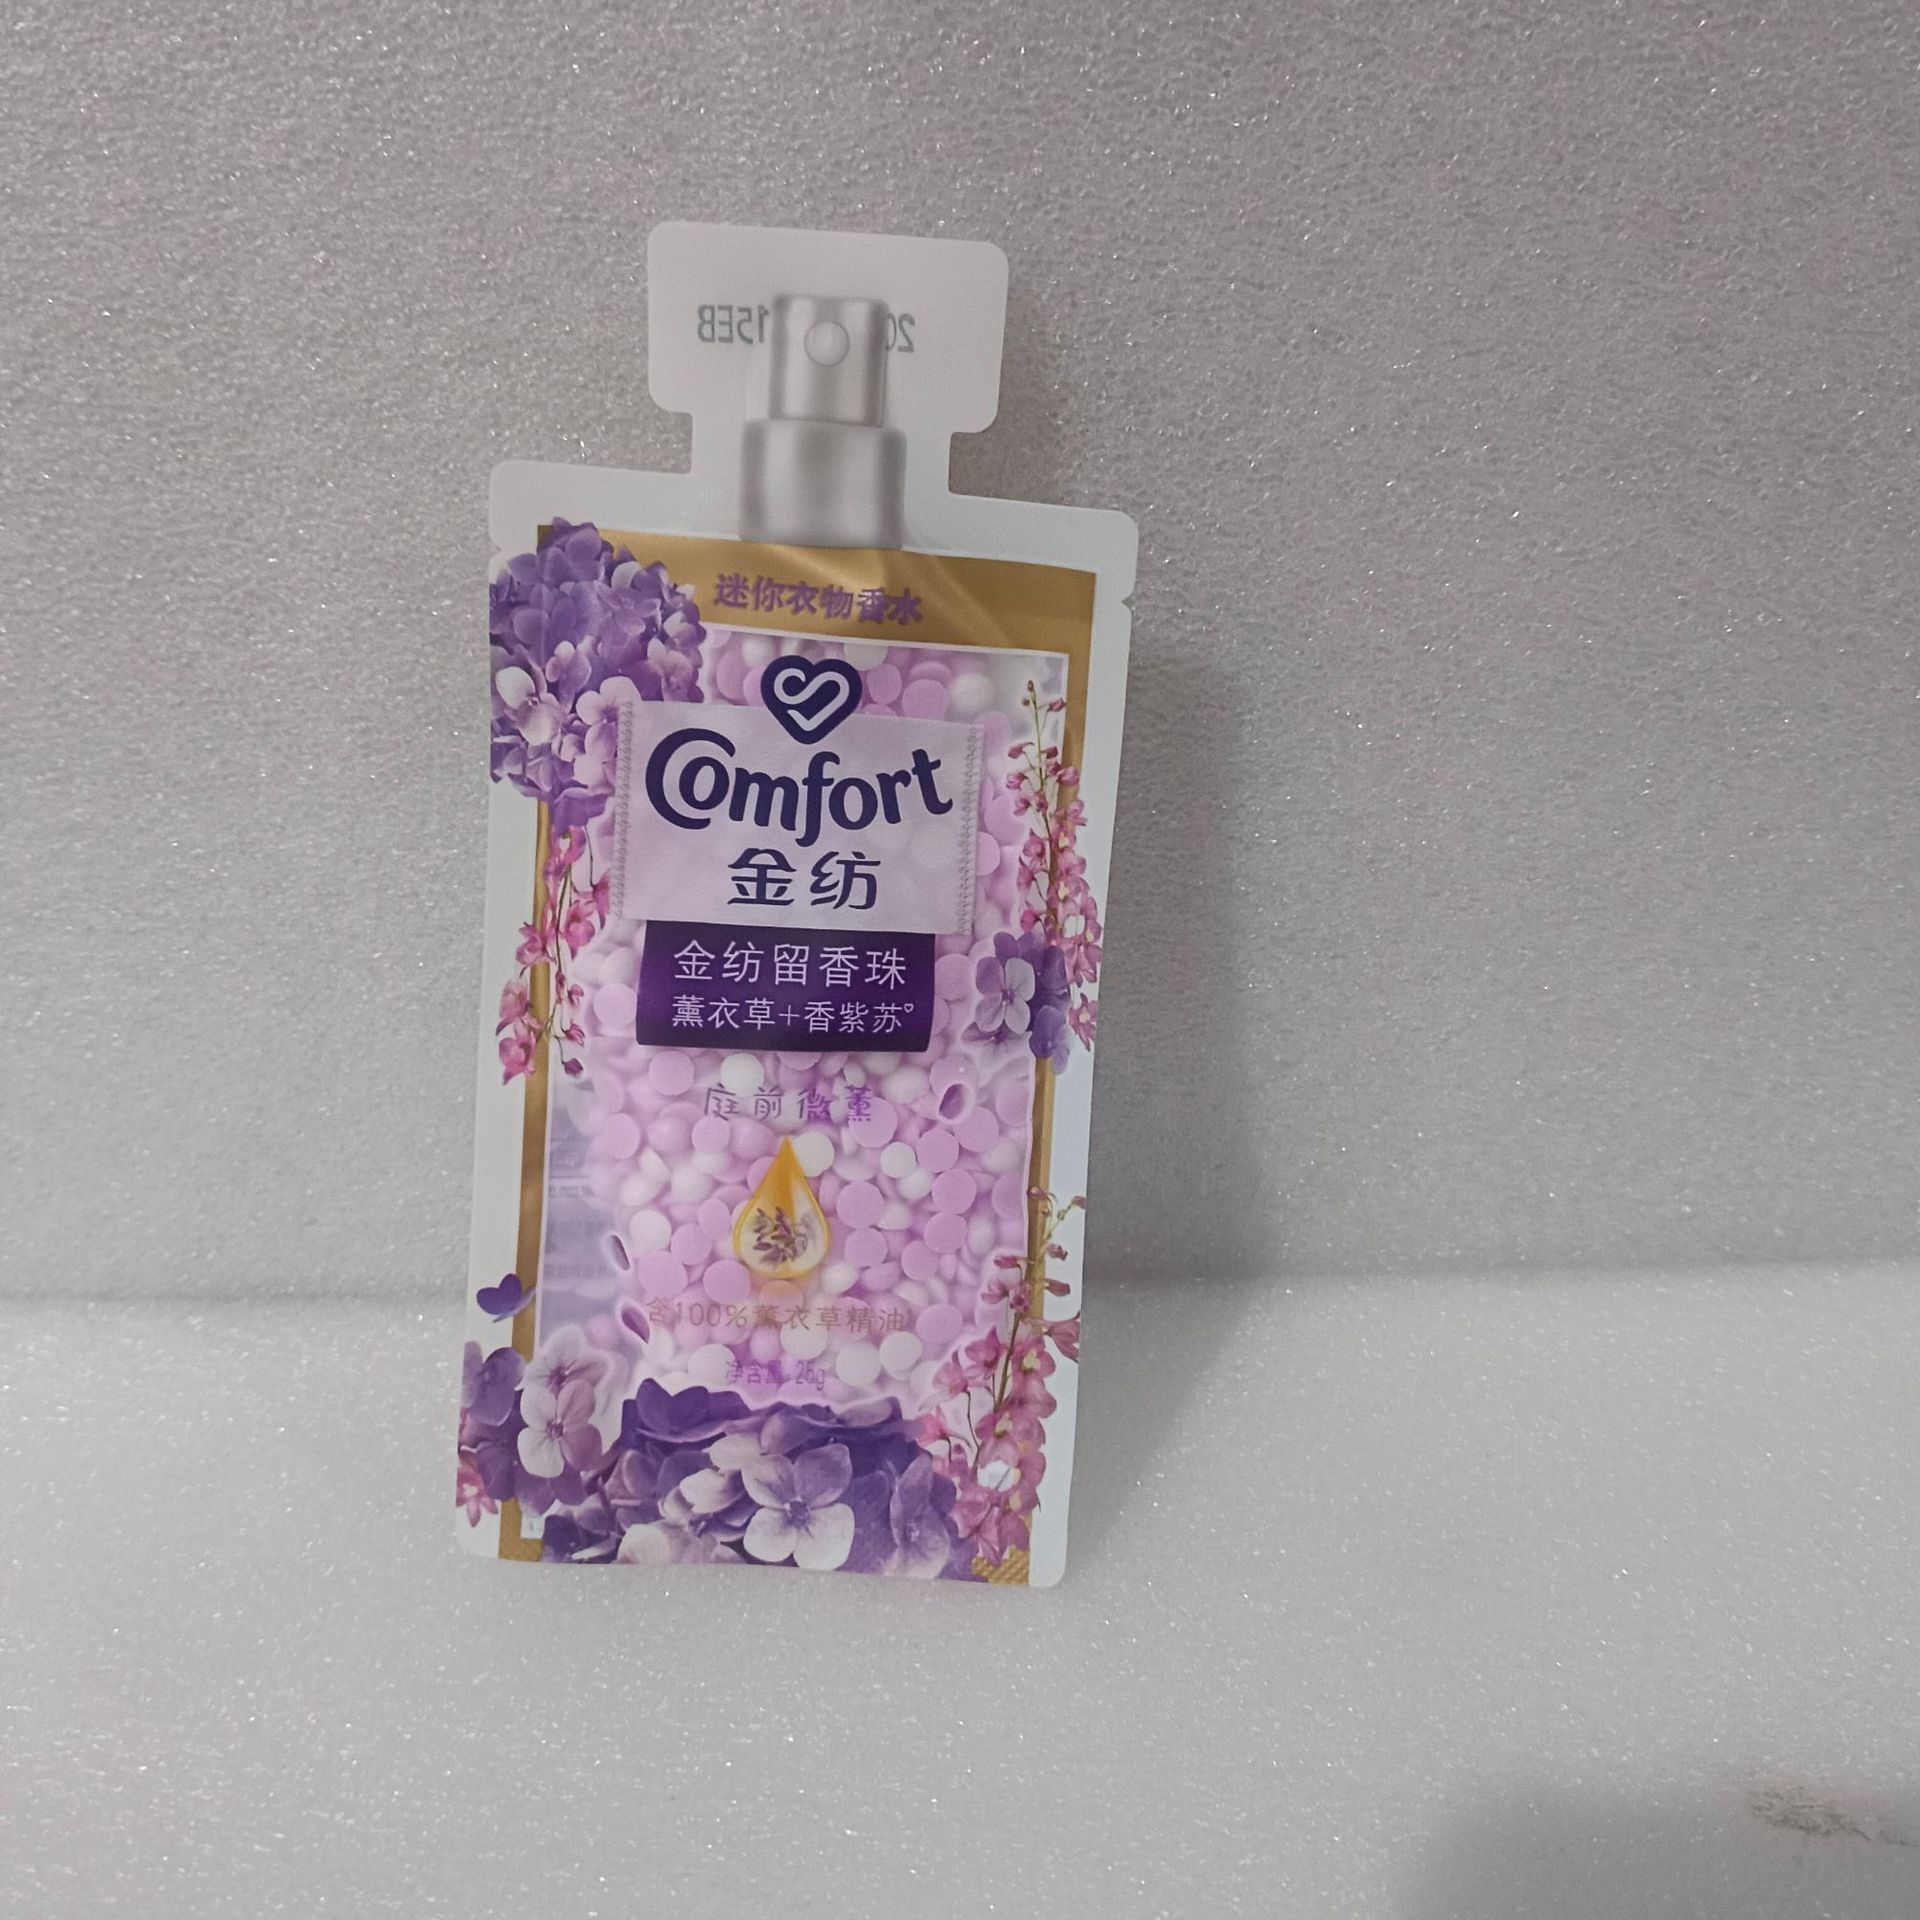 迷你衣物香水
Comfort
金纺
金纺留香珠
薰衣草+香紫苏
庭前微薰
含100%薰衣草精油
净含量 25g